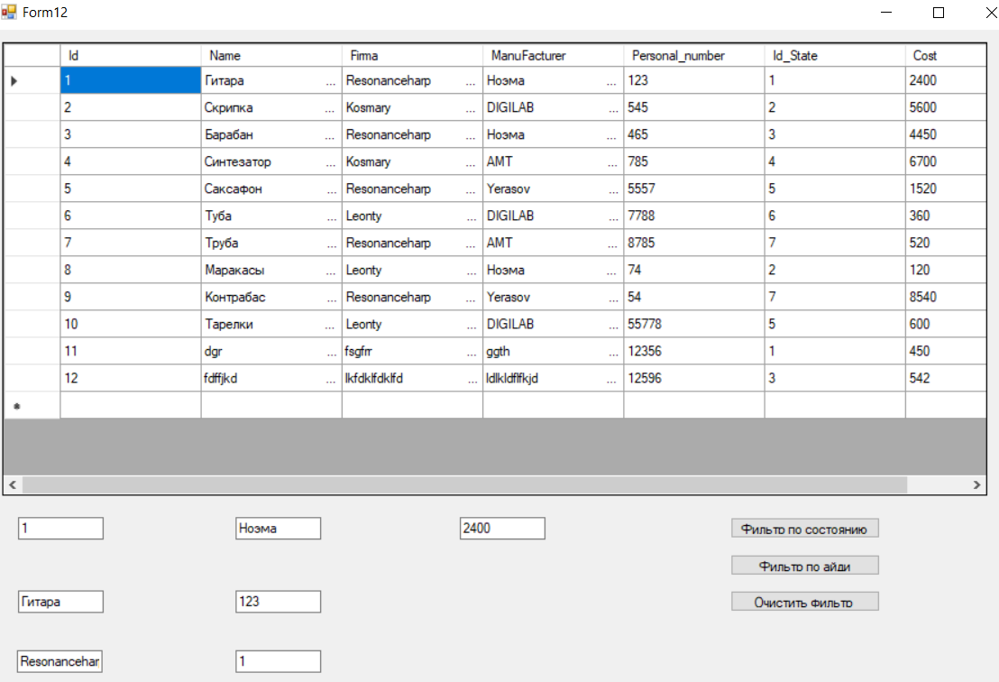 Form12
Id Name Firma ManuFacturer Personal_number Id_State Cost
1 Гитара ... Resonanceharp ... Ноэма ... 123 1 2400
2 Скрипка ... Kosmary ... DIGILAB ... 545 2 5600
3 Барабан ... Resonanceharp ... Ноэма ... 465 3 4450
4 Синтезатор ... Kosmary ... AMT ... 785 4 6700
5 Саксафон ... Resonanceharp ... Yerasov ... 5557 5 1520
6 Туба ... Leonty ... DIGILAB ... 7788 6 360
7 Труба ... Resonanceharp ... AMT ... 8785 7 520
8 Маракасы ... Leonty ... Ноэма ... 74 2 120
9 Контрабас ... Resonanceharp ... Yerasov ... 54 7 8540
10 Тарелки ... Leonty ... DIGILAB ... 55778 5 600
11 dgr ... fsgfrr ... ggth ... 12356 1 450
12 fdffjkd ... lkfdklfdklfd ... ldlkldflfkjd ... 12596 3 542
1 Ноэма 2400 Фильтр по состоянию
Фильтр по айди
Гитара 123 Очистить фильтр
Resonancehar 1